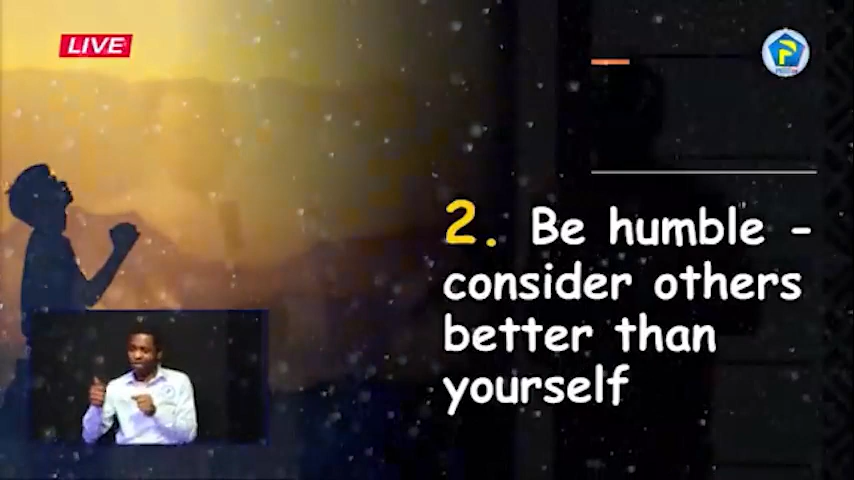 LIVE
2. Be humble -
consider others
better than
yourself